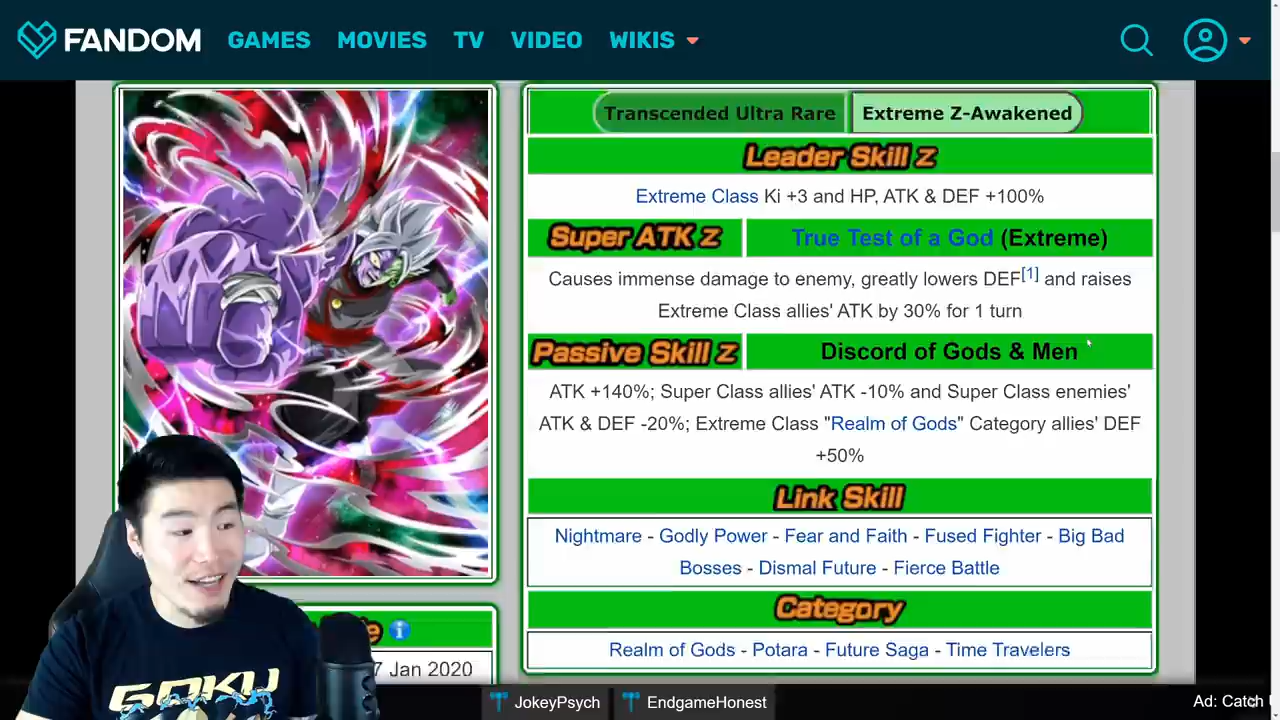 FANDOM GAMES MOVIES TV VIDEO WIKIS
Transcended Ultra Rare Extreme Z-Awakened
Leader Skill Z
Extreme Class Ki +3 and HP, ATK & DEF +100%
Super ATK Z True Test of a God (Extreme)
Causes immense damage to enemy, greatly lowers DEF[1] and raises
Extreme Class allies' ATK by 30% for 1 turn
Passive Skill Z Discord of Gods & Men
ATK +140%; Super Class allies' ATK -10% and Super Class enemies'
ATK & DEF -20%; Extreme Class "Realm of Gods" Category allies' DEF
+50%
Link Skill
Nightmare - Godly Power - Fear and Faith - Fused Fighter - Big Bad
Bosses - Dismal Future - Fierce Battle
Category
Realm of Gods - Potara - Future Saga - Time Travelers
7 Jan 2020
GOKU
JokeyPsych EndgameHonest Ad: Catch